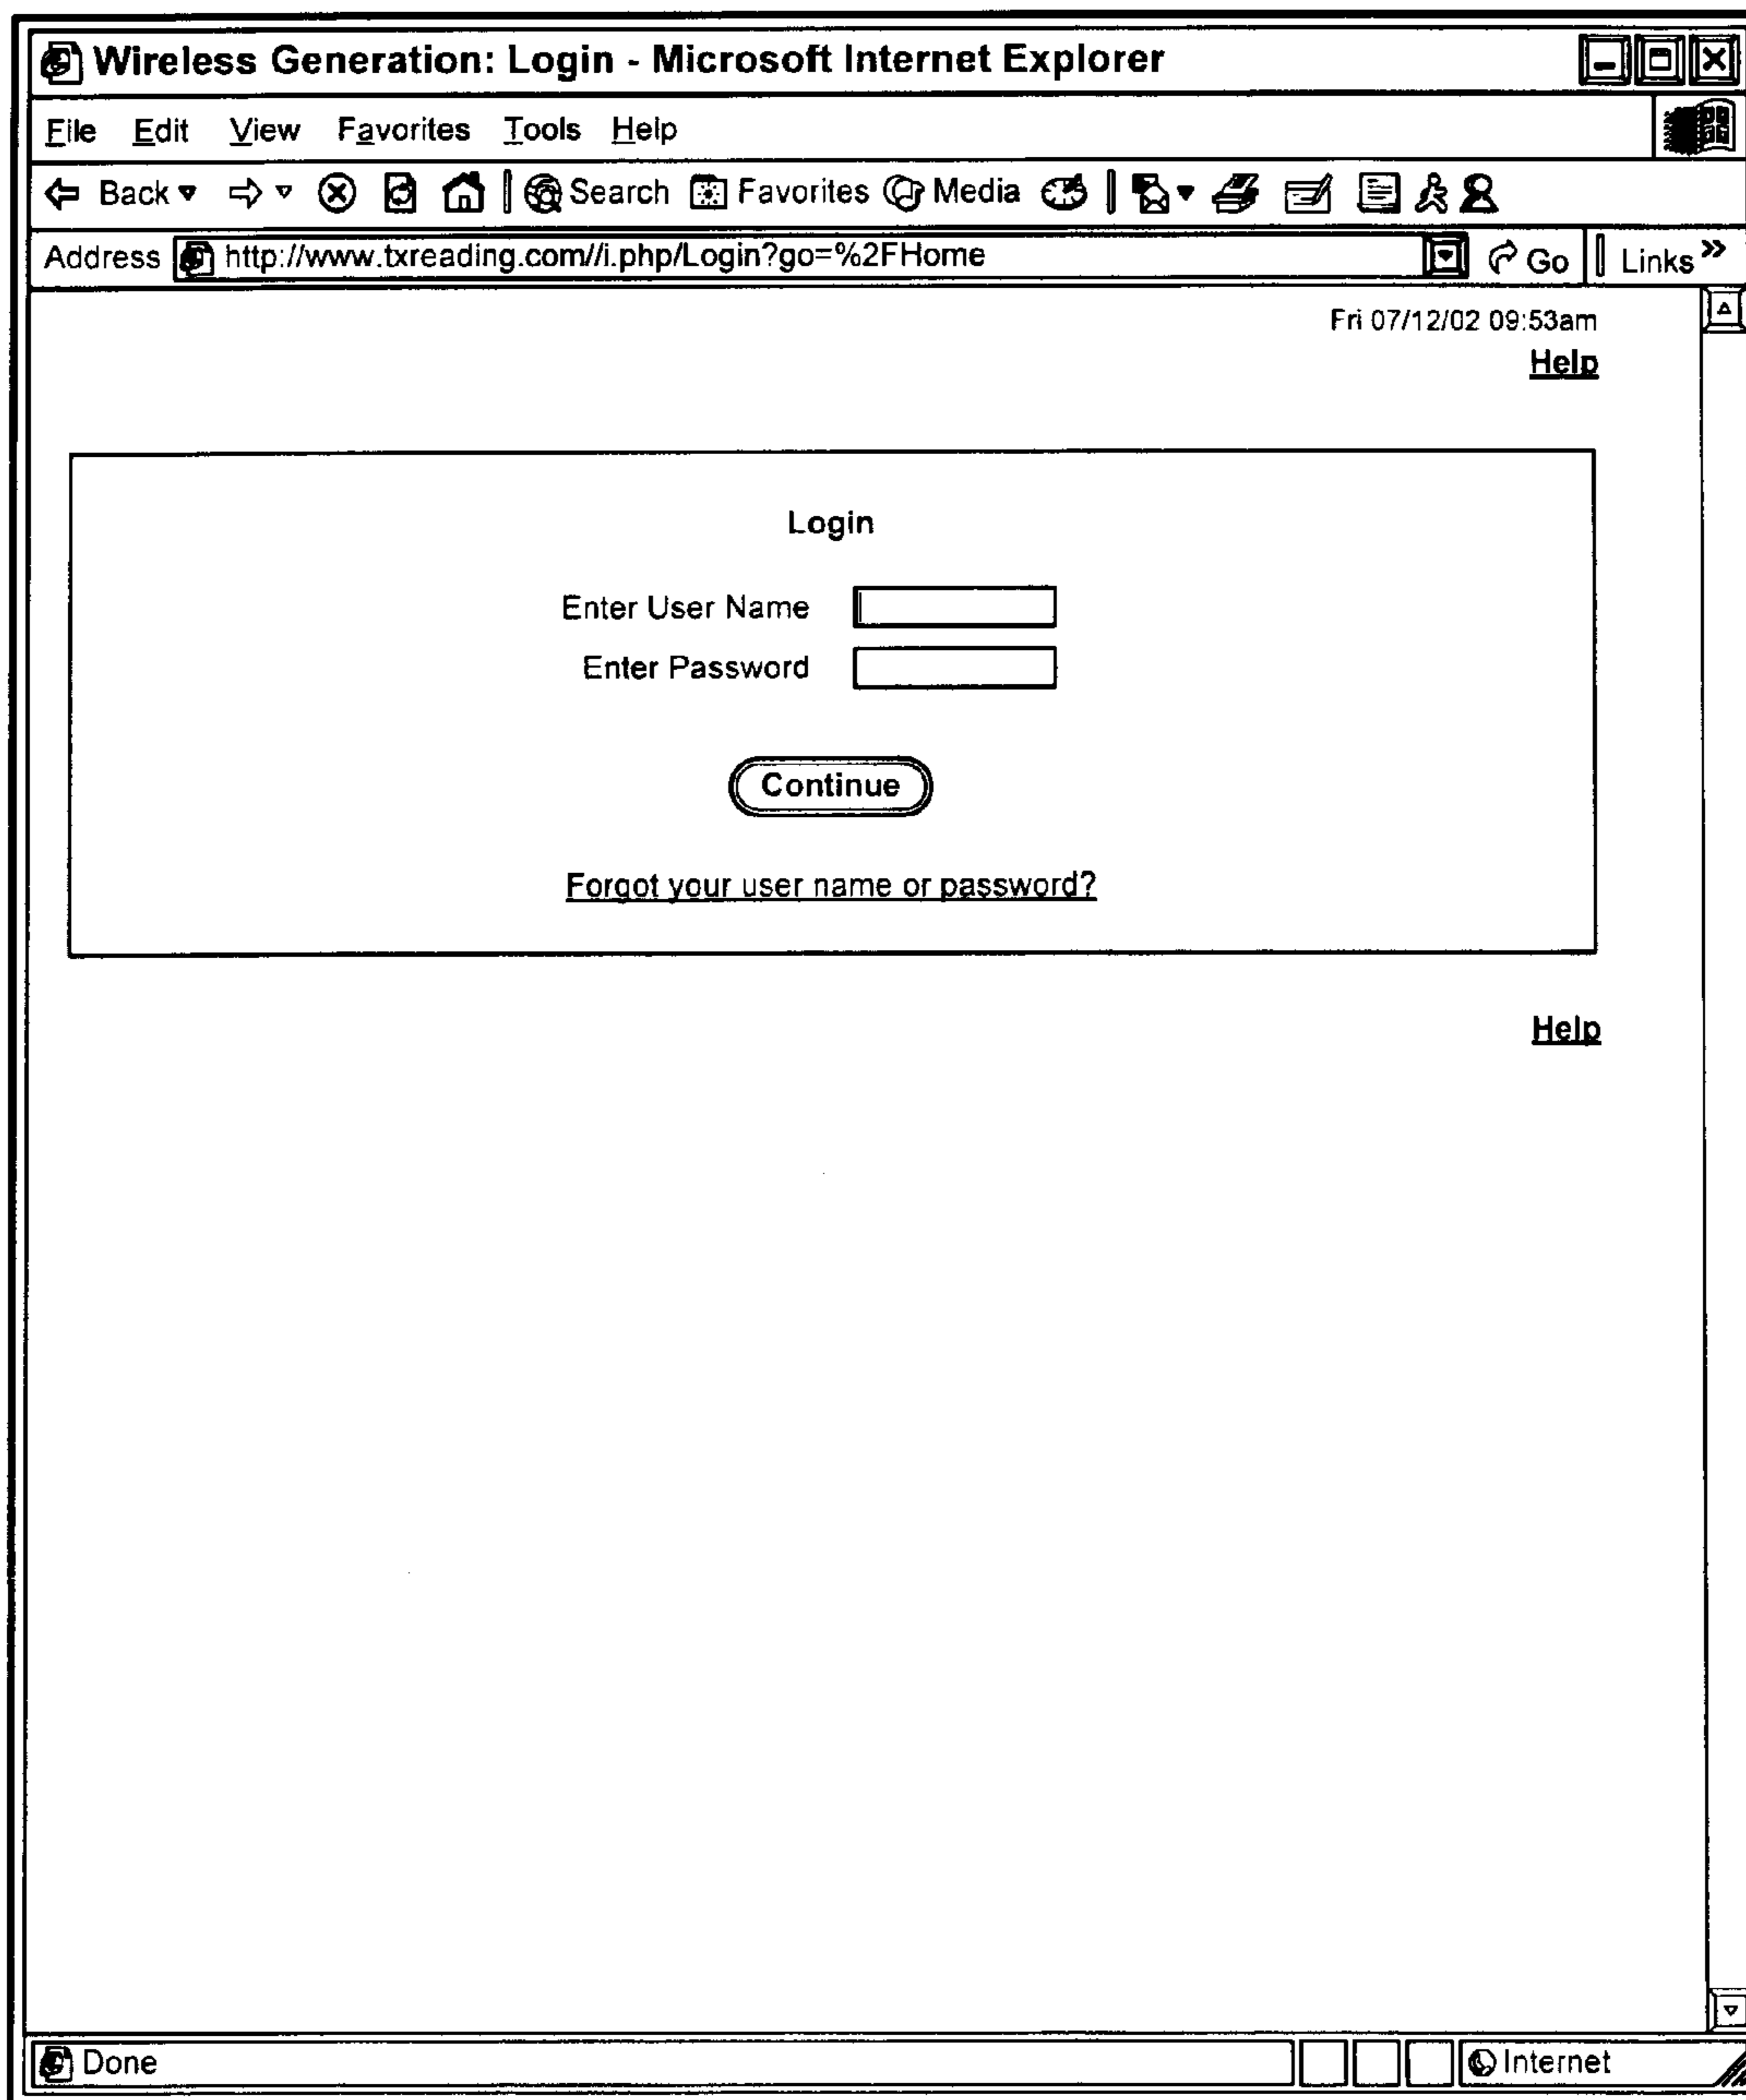 Wireless Generation: Login - Microsoft Internet Explorer
File Edit View Favorites Tools Help
Back Search Favorites Media
Address http://www.txreading.com//i.php/Login?go=%2FHome Go Links »
Fri 07/12/02 09:53am
Help
Login
Enter User Name
Enter Password
Continue
Forgot your user name or password?
Help
Done Internet